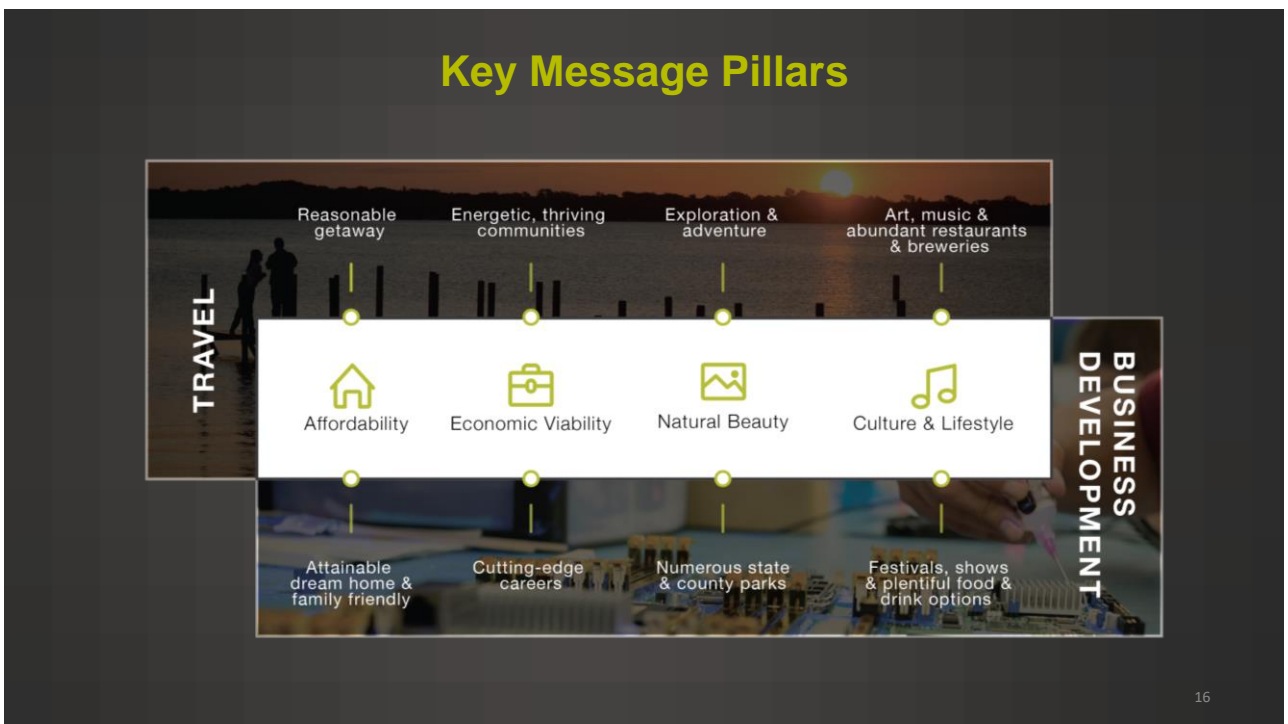 Key Message Pillars
Reasonable
getaway
Energetic, thriving
communities
Exploration &
adventure
Art, music &
abundant restaurants
& breweries
TRAVEL
Affordability
Economic Viability
Natural Beauty
Culture & Lifestyle
BUSINESS
DEVELOPMENT
Attainable
dream home &
family friendly
Cutting-edge
careers
Numerous state
& county parks
Festivals, shows
& plentiful food &
drink options
16